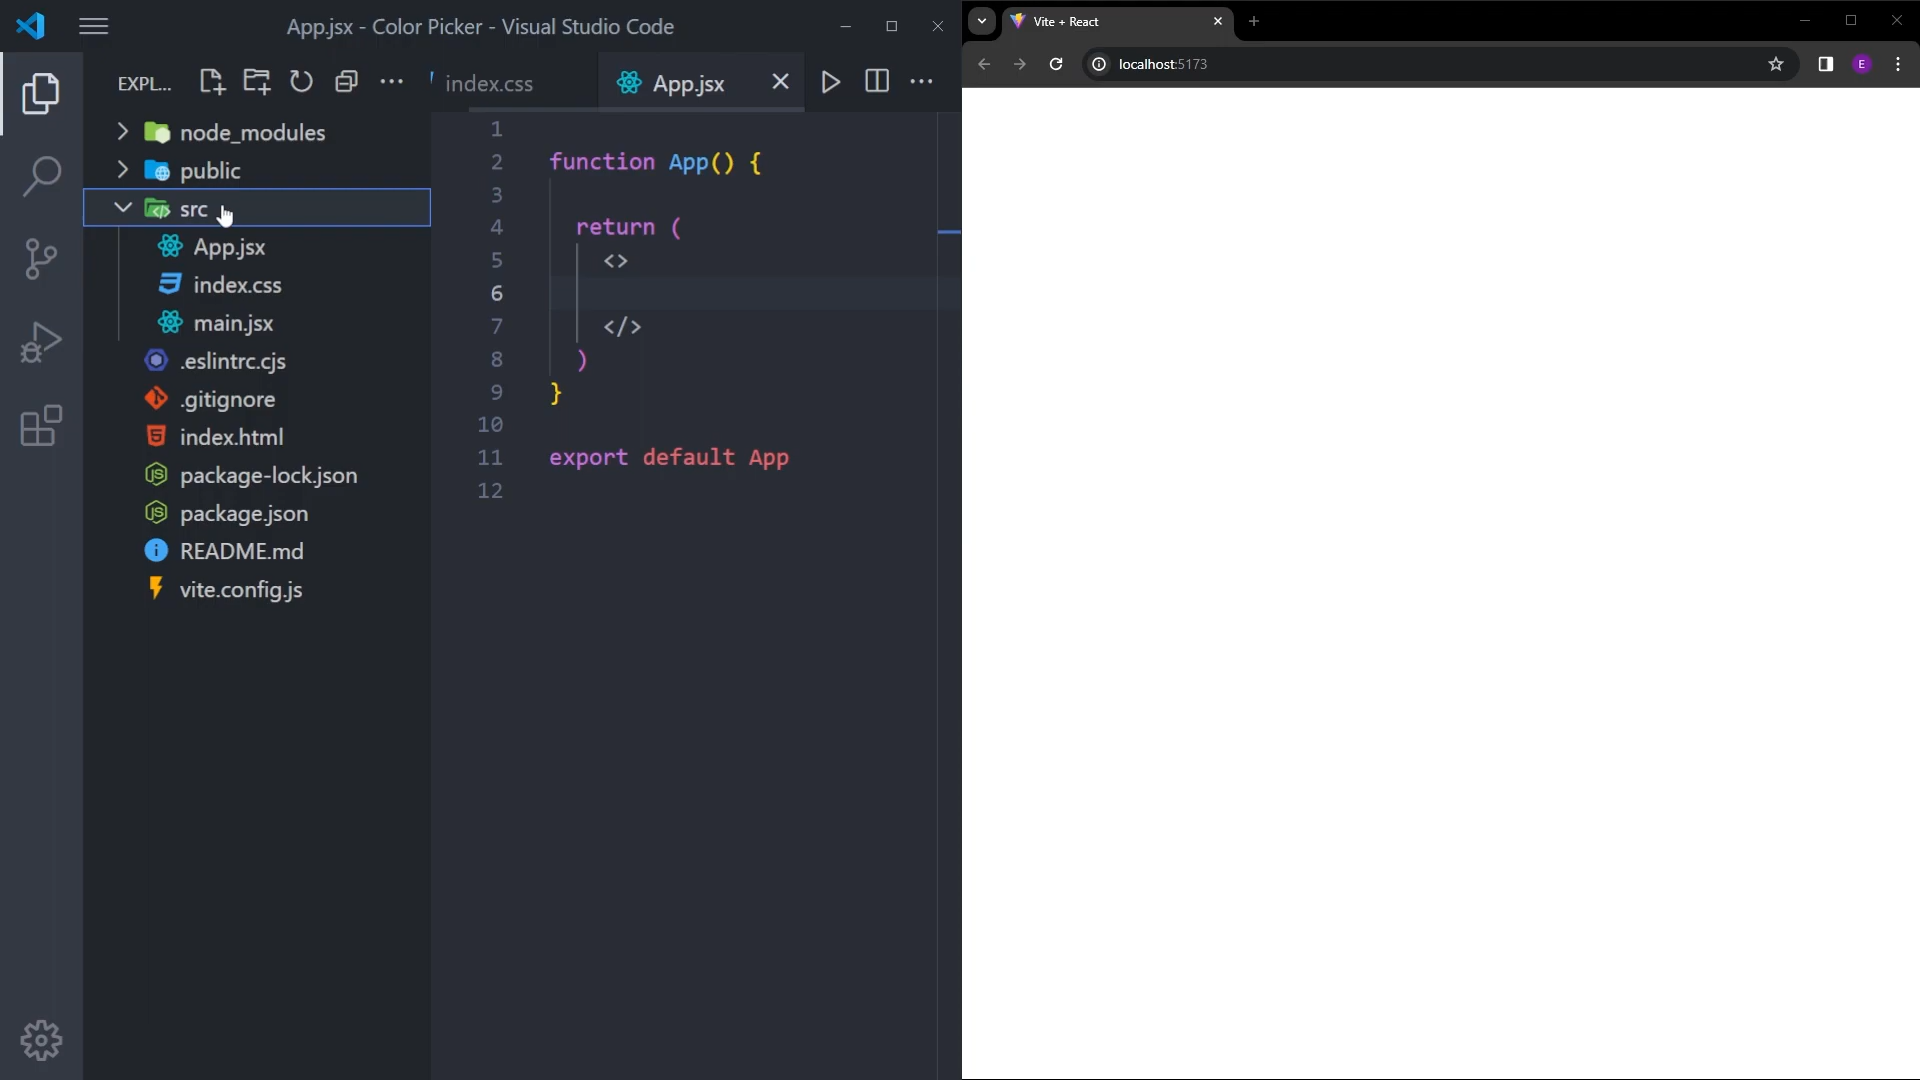 App.jsx - Color Picker - Visual Studio Code
EXPL...
node_modules
public
src
App.jsx
index.css
main.jsx
.eslintrc.cjs
.gitignore
index.html
package-lock.json
package.json
README.md
vite.config.js
index.css
App.jsx
1
2 function App() {
3
4 return (
5 <>
6
7 </>
8 )
9 }
10
11 export default App
12
Vite + React
localhost:5173
E